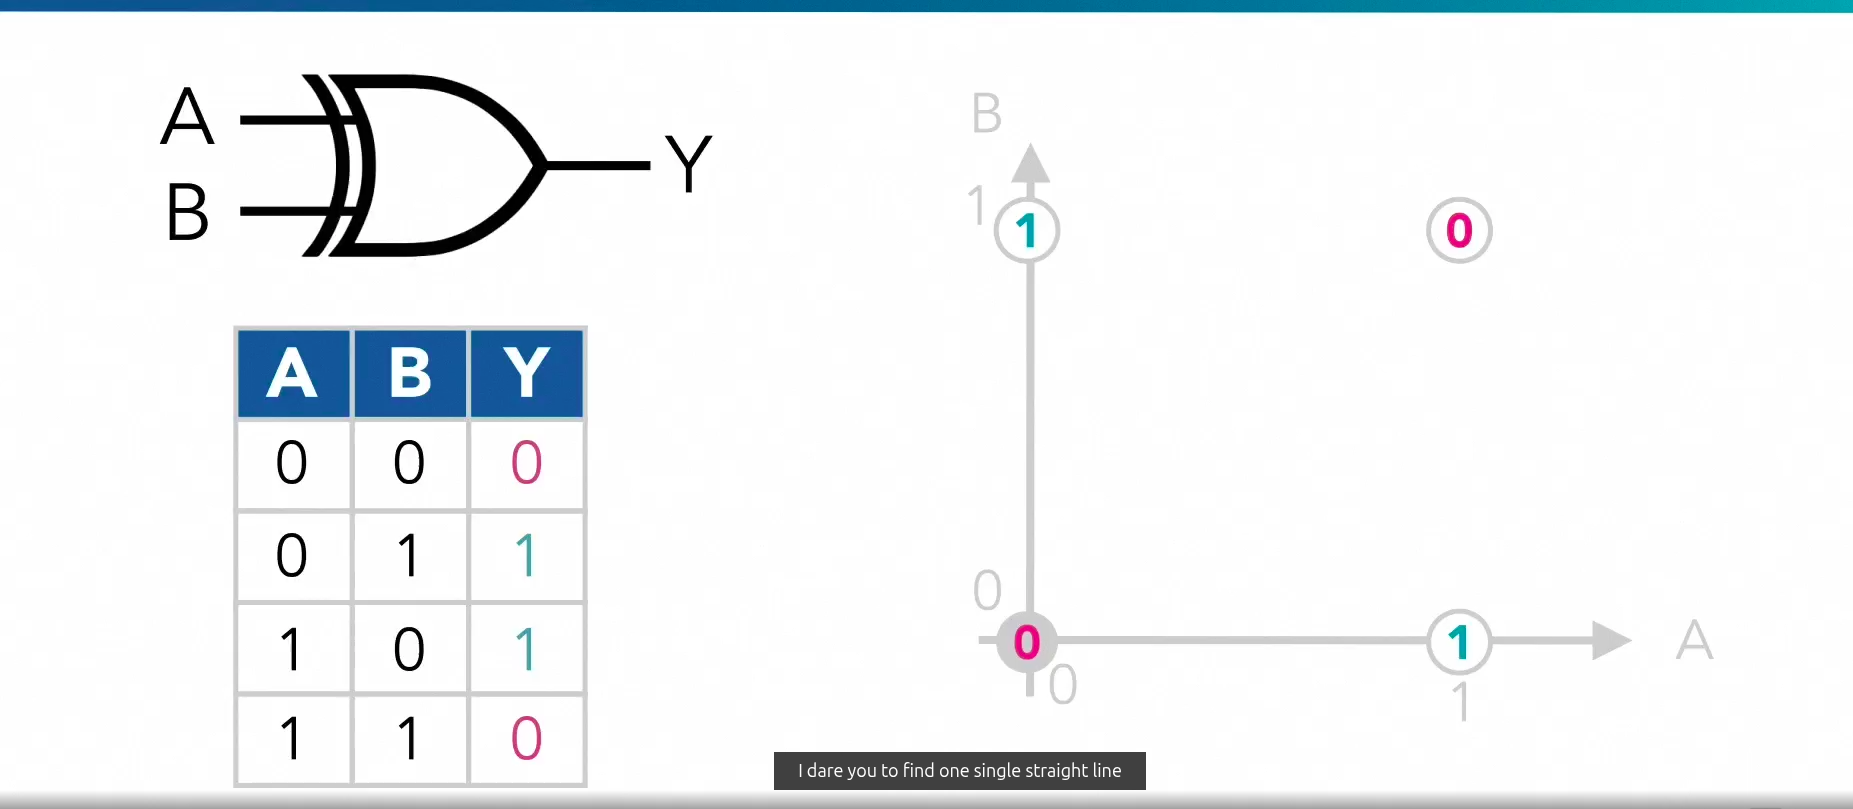 A
B
Y
A B Y
0 0 0
0 1 1
1 0 1
1 1 0
B
1 1 0
0
0 1 A
0 1
I dare you to find one single straight line